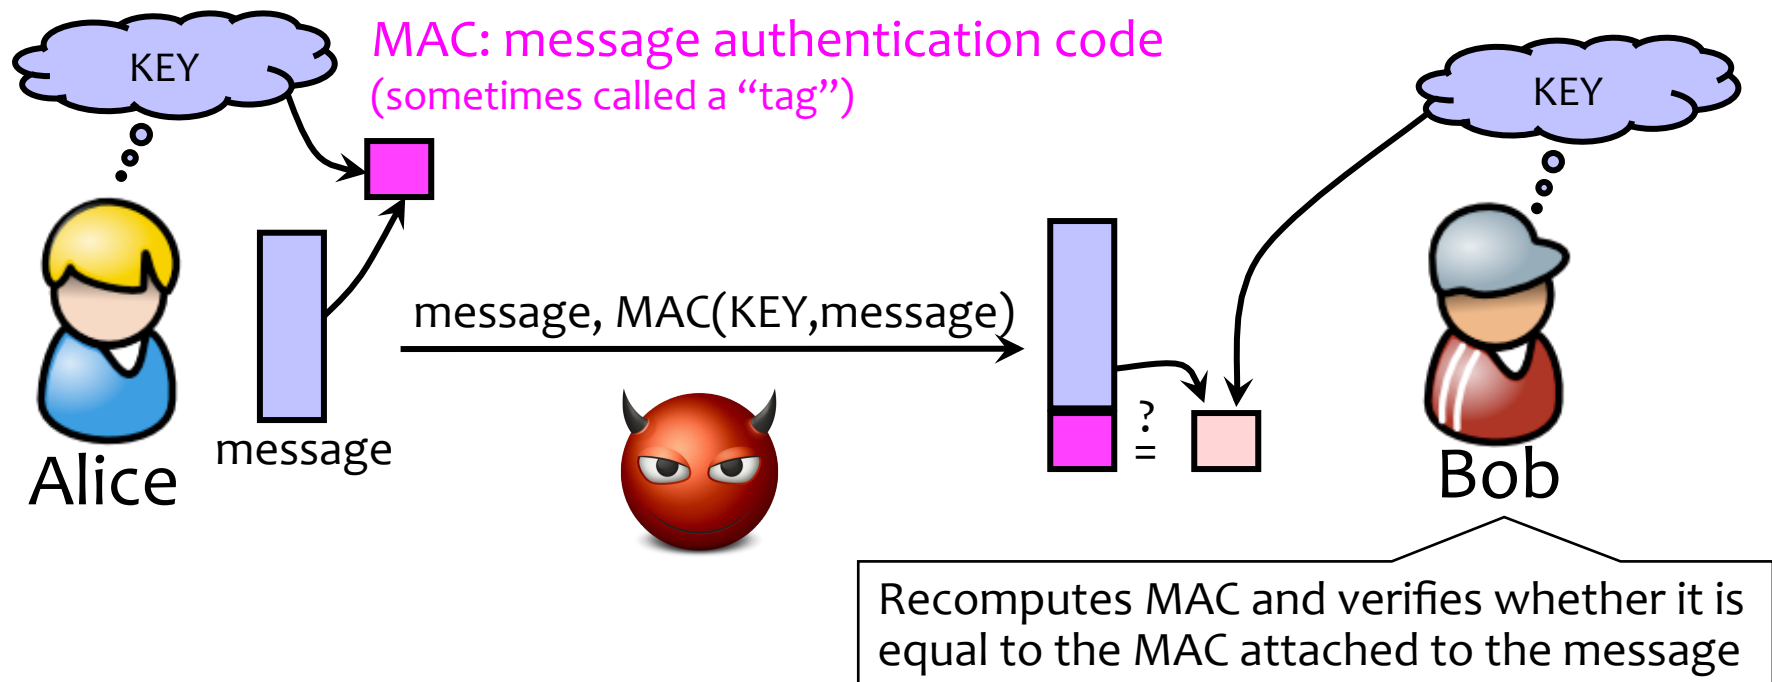 MAC: message authentication code
(sometimes called a “tag”)
KEY
KEY
message, MAC(KEY,message)
message
?
=
Alice
Bob
Recomputes MAC and verifies whether it is
equal to the MAC attached to the message